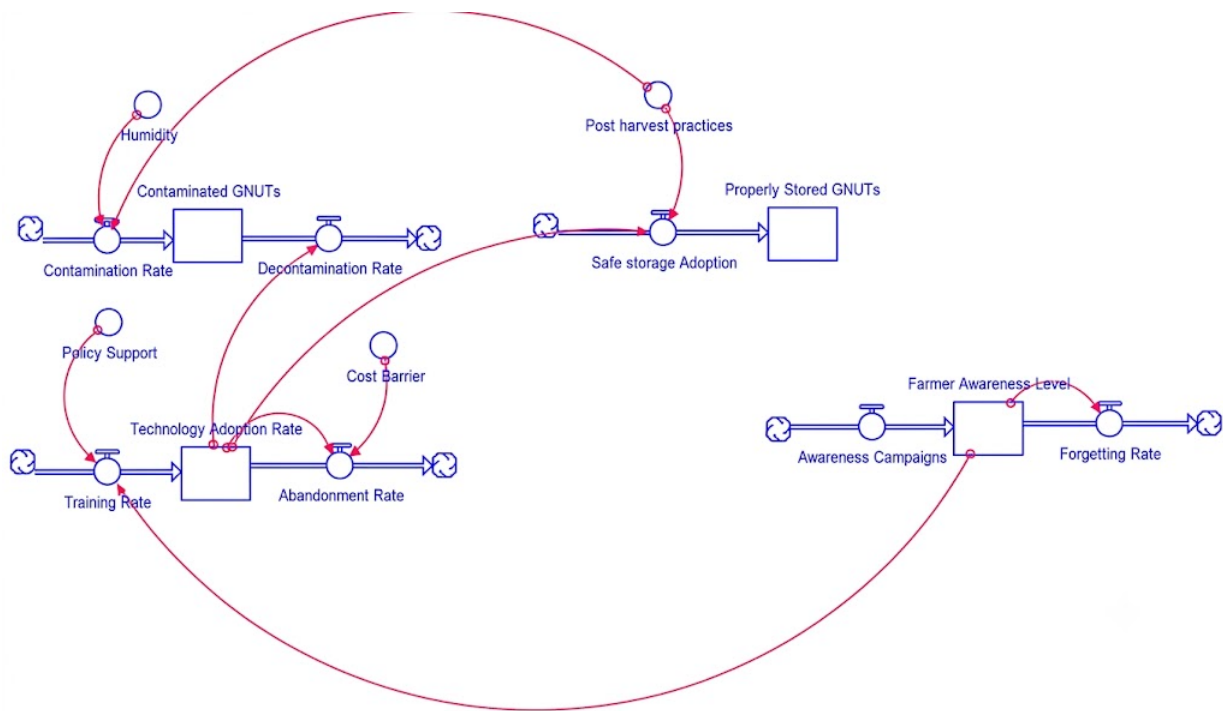 Humidity
Post harvest practices
Contaminated GNUTs
Properly Stored GNUTs
Contamination Rate
Decontamination Rate
Safe storage Adoption
Policy Support
Cost Barrier
Farmer Awareness Level
Technology Adoption Rate
Awareness Campaigns
Forgetting Rate
Training Rate
Abandonment Rate